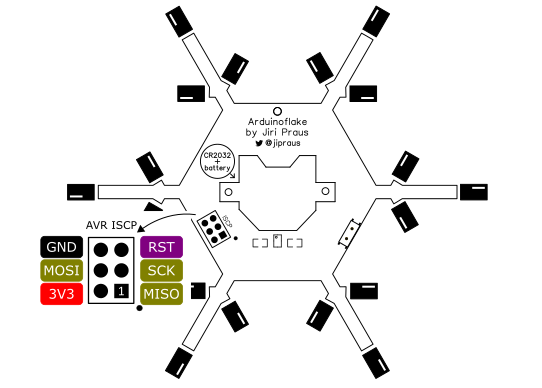 Arduinoflake
by Jiri Praus
@jipraus
CR2032
+
battery
ISCP
AVR ISCP
GND
RST
MOSI
SCK
3V3
1
MISO